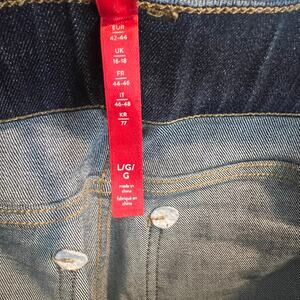 EUR
42-44
UK
16-18
FR
44-46
IT
46-48
KR
77
L/G/
G
made in
china
fabriqué en
chine